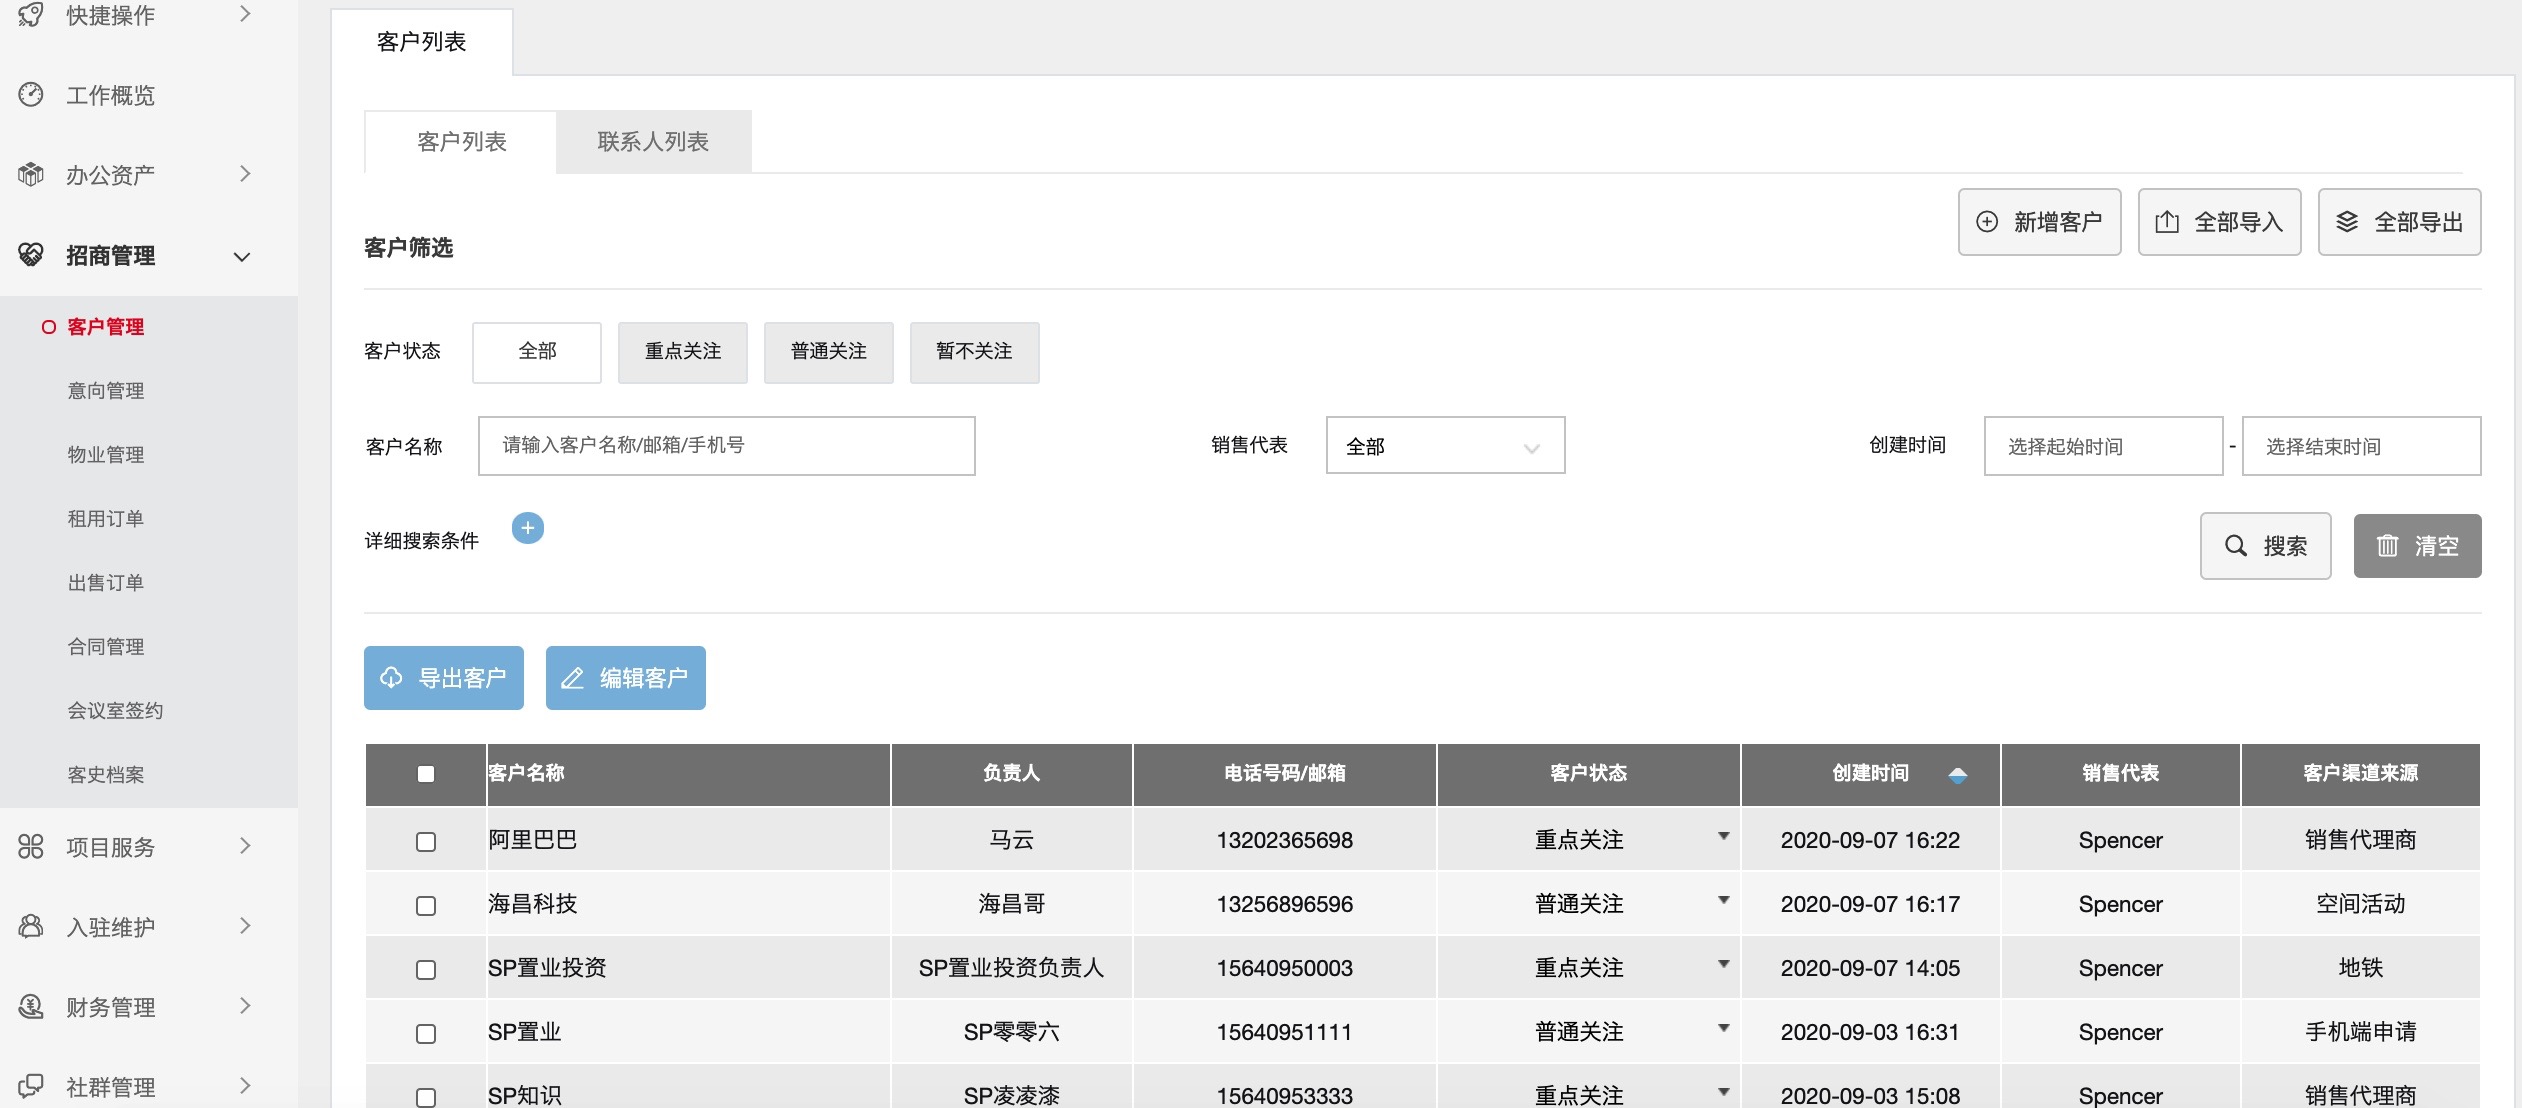 快捷操作
工作概览
办公资产
招商管理
客户管理
意向管理
物业管理
租用订单
出售订单
合同管理
会议室签约
客史档案
项目服务
入驻维护
财务管理
社群管理
客户列表
客户列表 联系人列表
新增客户 全部导入 全部导出
客户筛选
客户状态 全部 重点关注 普通关注 暂不关注
客户名称 请输入客户名称/邮箱/手机号 销售代表 全部 创建时间 选择起始时间 - 选择结束时间
详细搜索条件 搜索 清空
导出客户 编辑客户
客户名称 负责人 电话号码/邮箱 客户状态 创建时间 销售代表 客户渠道来源
阿里巴巴 马云 13202365698 重点关注 2020-09-07 16:22 Spencer 销售代理商
海昌科技 海昌哥 13256896596 普通关注 2020-09-07 16:17 Spencer 空间活动
SP置业投资 SP置业投资负责人 15640950003 重点关注 2020-09-07 14:05 Spencer 地铁
SP置业 SP零零六 15640951111 普通关注 2020-09-03 16:31 Spencer 手机端申请
SP知识 SP凌凌漆 15640953333 重点关注 2020-09-03 15:08 Spencer 销售代理商